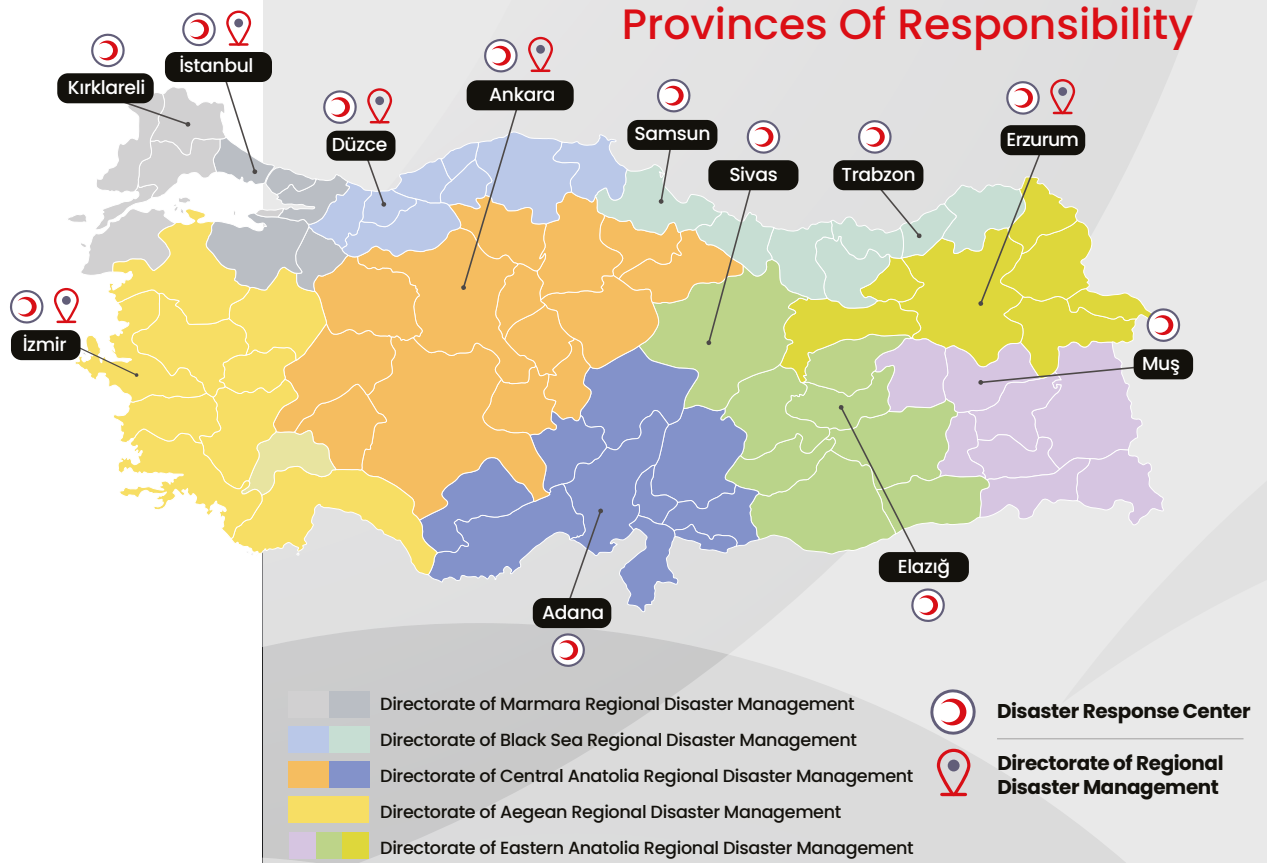 Provinces Of Responsibility
Kırklareli
İstanbul
Düzce
Ankara
Samsun
Sivas
Trabzon
Erzurum
İzmir
Muş
Elazığ
Adana
Directorate of Marmara Regional Disaster Management
Directorate of Black Sea Regional Disaster Management
Directorate of Central Anatolia Regional Disaster Management
Directorate of Aegean Regional Disaster Management
Directorate of Eastern Anatolia Regional Disaster Management
Disaster Response Center
Directorate of Regional
Disaster Management